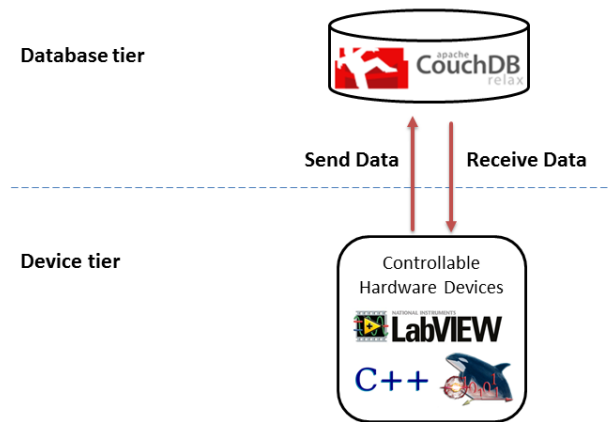 Database tier
apache
CouchDB
relax
Send Data
Receive Data
Device tier
Controllable
Hardware Devices
NATIONAL INSTRUMENTS
LabVIEW
C++